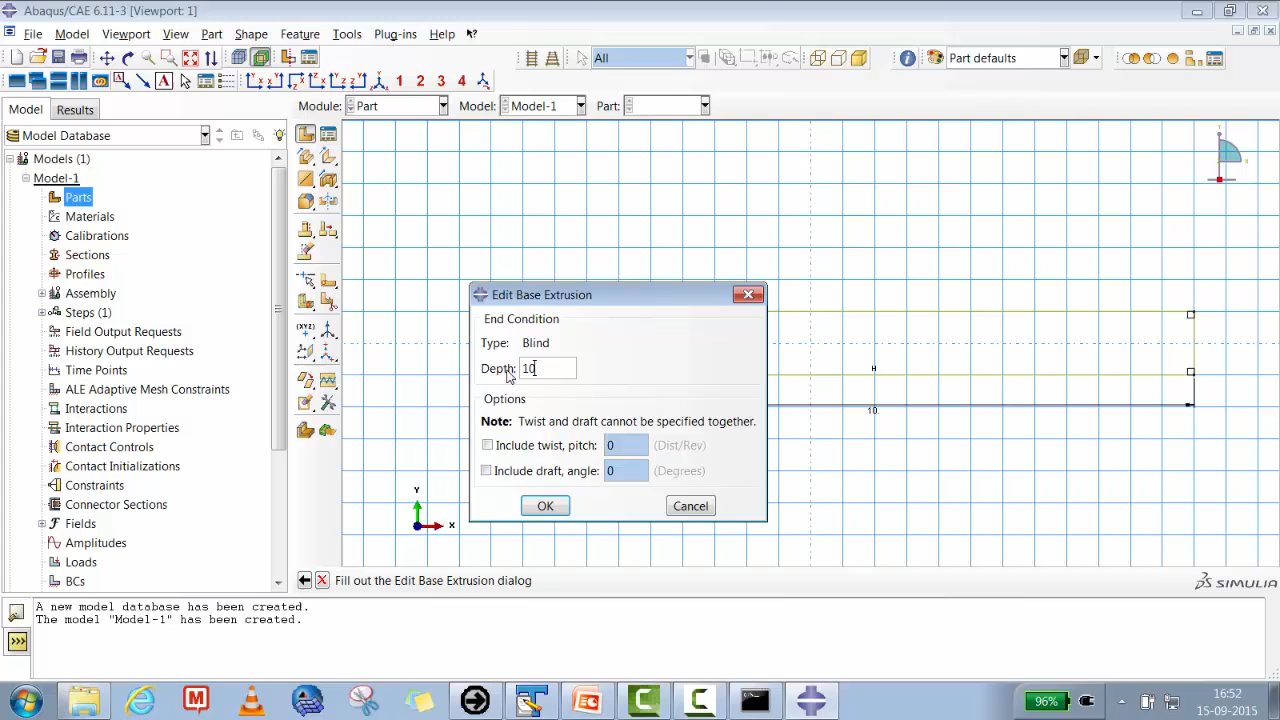 Abaqus/CAE 6.11-3 [Viewport: 1]
File Model Viewport View Part Shape Feature Tools Plug-ins Help
All
Part defaults
1 2 3 4
Model Results
Module: Part Model: Model-1 Part:
Model Database
Models (1)
Model-1
Parts
Materials
Calibrations
Sections
Profiles
Assembly
Steps (1)
Field Output Requests
History Output Requests
Time Points
ALE Adaptive Mesh Constraints
Interactions
Interaction Properties
Contact Controls
Contact Initializations
Constraints
Connector Sections
Fields
Amplitudes
Loads
BCs
(XYZ)
Edit Base Extrusion
End Condition
Type: Blind
Depth: 10
Options
Note: Twist and draft cannot be specified together.
Include twist, pitch: 0 (Dist/Rev)
Include draft, angle: 0 (Degrees)
OK Cancel
H
10.
Y
X
Fill out the Edit Base Extrusion dialog
SIMULIA
A new model database has been created.
The model "Model-1" has been created.
>>>
96%
16:52
15-09-2015